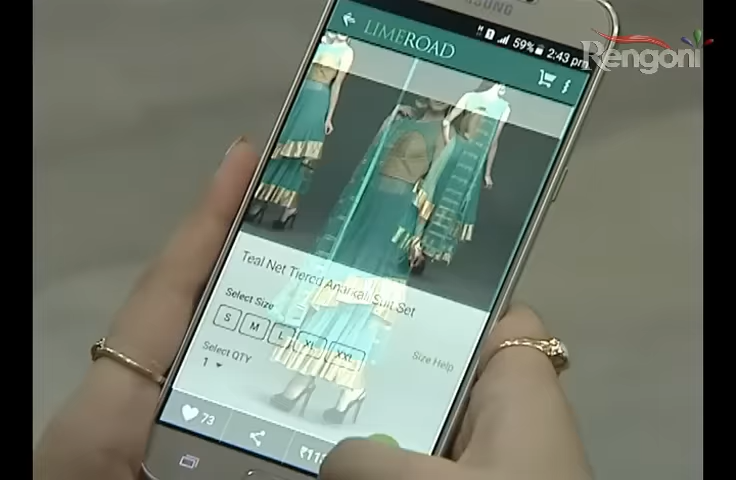 SAMSUNG
59% 2:43 pm
LIMEROAD
Rengoni
Teal Net Tiered Anarkali Suit Set
Select Size
S M L XL XXL
Size Help
Select QTY
1
73